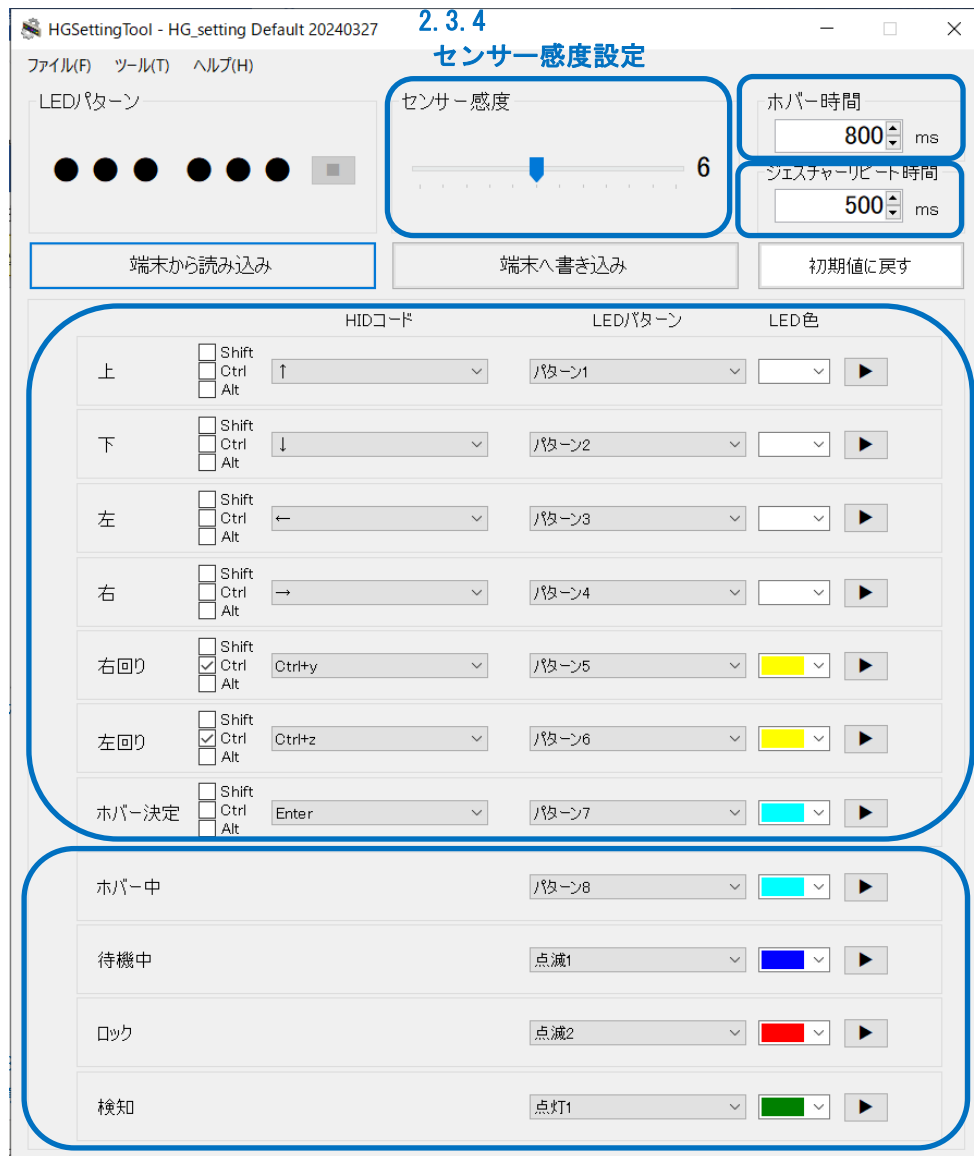 HGSettingTool - HG_setting Default 20240327
2.3.4
センサー感度設定
ファイル(F) ツール(T) ヘルプ(H)
LEDパターン
センサー感度
6
ホバー時間
800 ms
ジェスチャーリピート時間
500 ms
端末から読み込み 端末へ書き込み 初期値に戻す
HIDコード LEDパターン LED色
Shift
上 Ctrl ↑ パターン1
Alt
Shift
下 Ctrl ↓ パターン2
Alt
Shift
左 Ctrl ← パターン3
Alt
Shift
右 Ctrl → パターン4
Alt
Shift
右回り Ctrl Ctrl+y パターン5
Alt
Shift
左回り Ctrl Ctrl+z パターン6
Alt
Shift
ホバー決定 Ctrl Enter パターン7
Alt
ホバー中 パターン8
待機中 点滅1
ロック 点滅2
検知 点灯1